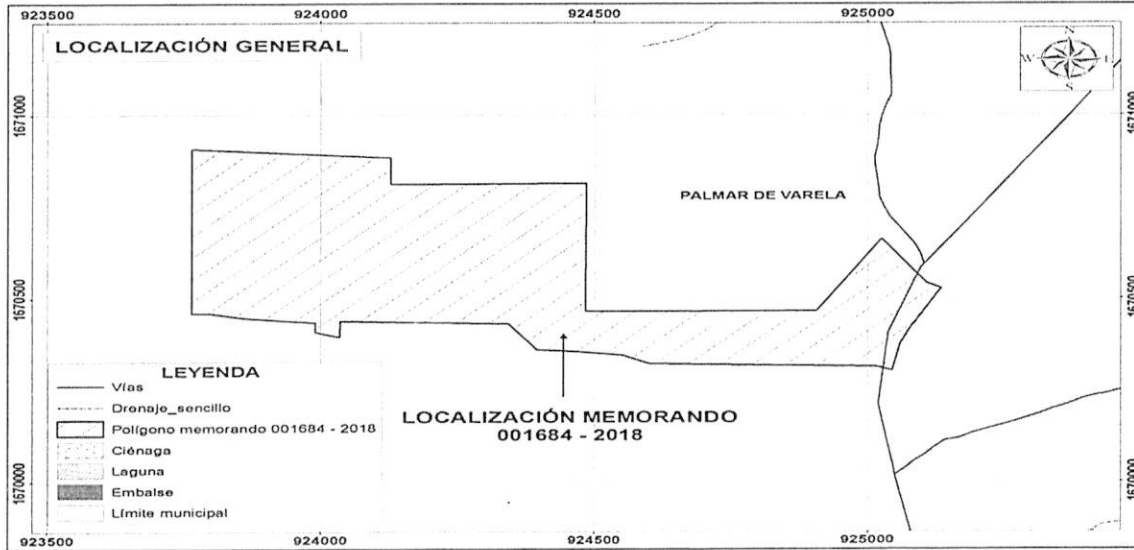 923500 924000 924500 925000
LOCALIZACIÓN GENERAL
N
W
S
1671000 1671000
PALMAR DE VARELA
1670500 1670500
LEYENDA
Vías
Drenaje_sencillo
Polígono memorando 001684 - 2018
Ciénaga
Laguna
Embalse
Límite municipal
LOCALIZACIÓN MEMORANDO
001684 - 2018
1670000 1670000
923500 924000 924500 925000